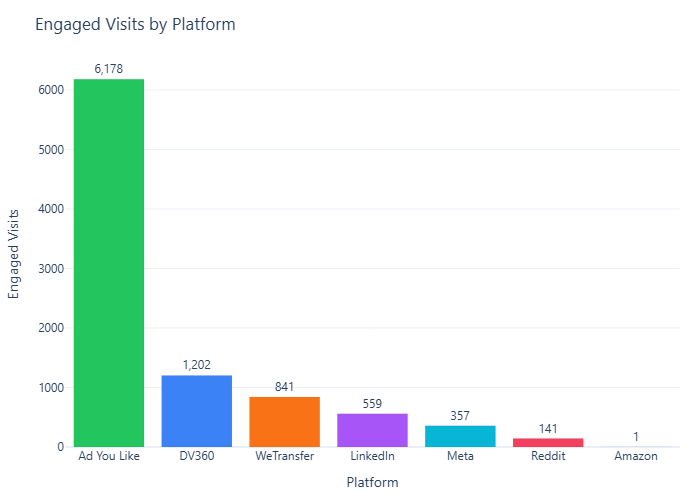 Engaged Visits by Platform
6,178
6000
5000
4000
3000
2000
1,202
1000
841
559
357
141
1
0
Engaged Visits
Ad You Like
DV360
WeTransfer
LinkedIn
Meta
Reddit
Amazon
Platform